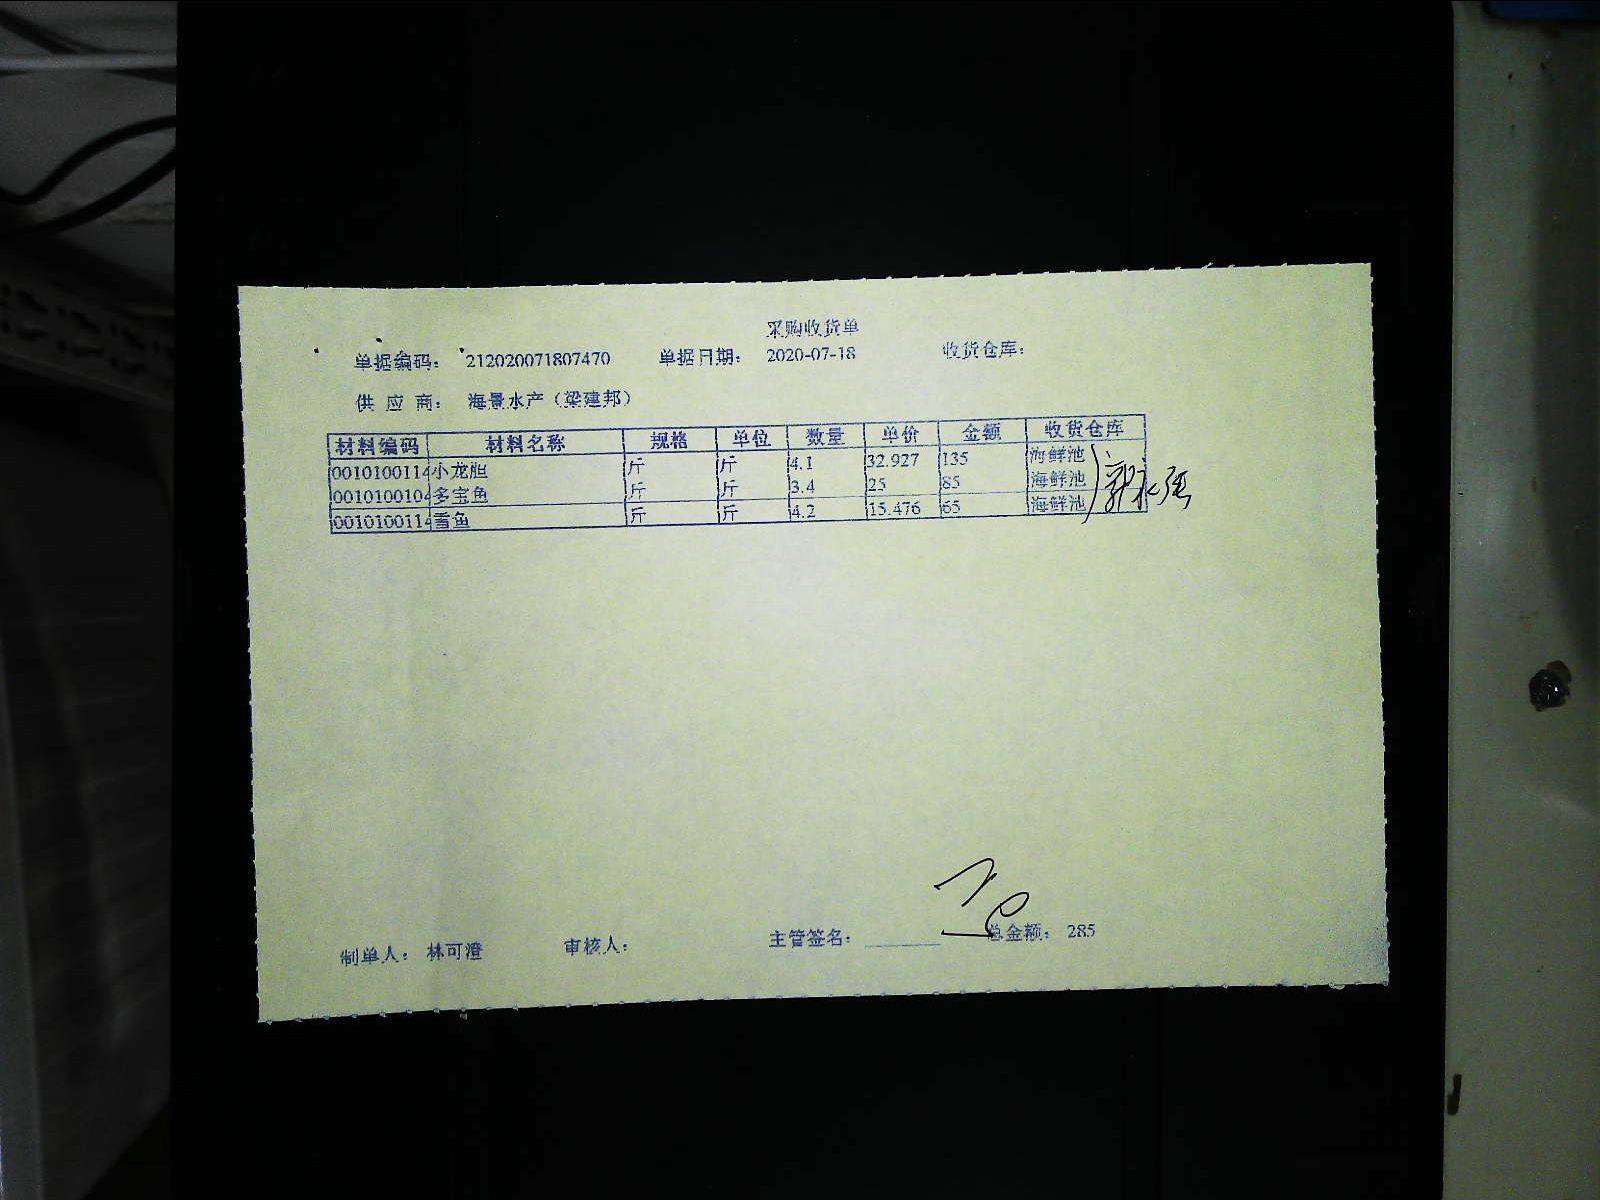 采购收货单
单据编码： 212020071807470 单据日期： 2020-07-18 收货仓库：
供 应 商： 海景水产（梁建邦）
材料编码 材料名称 规格 单位 数量 单价 金额 收货仓库
0010100114 小龙胆 斤 斤 4.1 32.927 135 海鲜池
0010100104 多宝鱼 斤 斤 3.4 25 85 海鲜池
0010100114 雪鱼 斤 斤 4.2 15.476 65 海鲜池
制单人： 林可澄 审核人： 主管签名： 总金额： 285